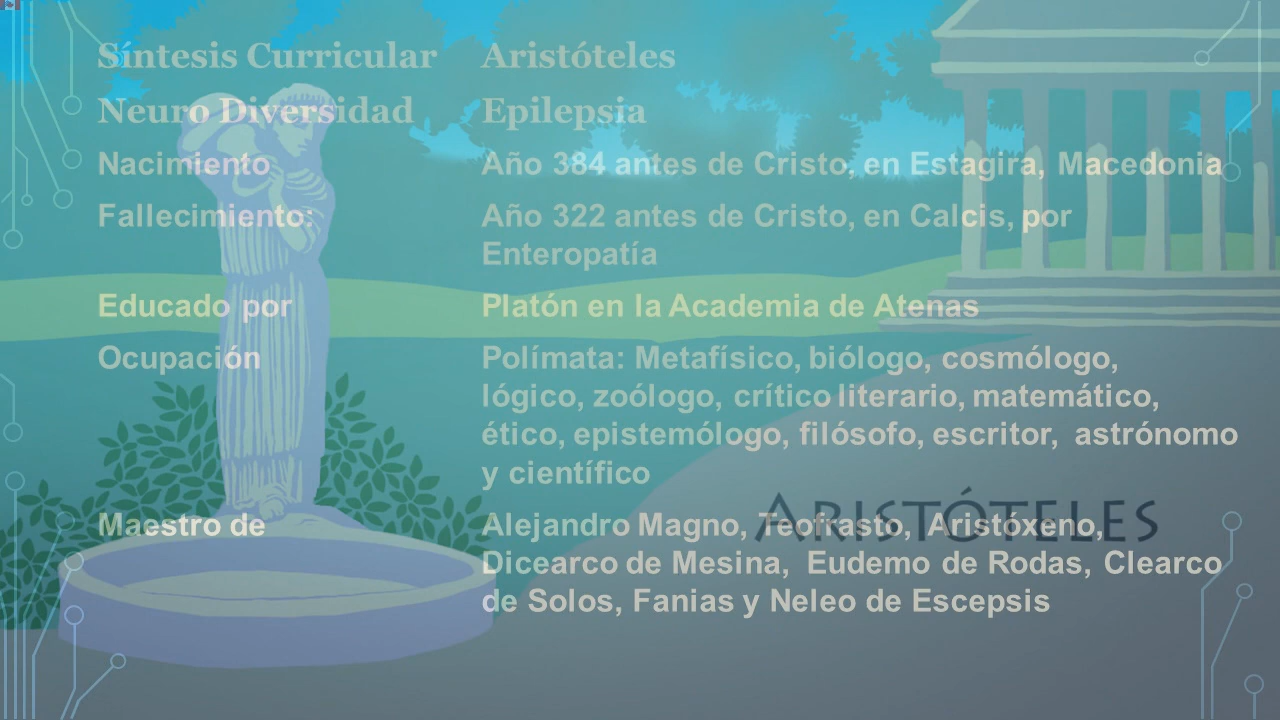 Síntesis Curricular Aristóteles
Neuro Diversidad Epilepsia
Nacimiento Año 384 antes de Cristo, en Estagira, Macedonia
Fallecimiento: Año 322 antes de Cristo, en Calcis, por
Enteropatía
Educado por Platón en la Academia de Atenas
Ocupación Polímata: Metafísico, biólogo, cosmólogo,
lógico, zoólogo, crítico literario, matemático,
ético, epistemólogo, filósofo, escritor, astrónomo
y científico
Maestro de Alejandro Magno, Teofrasto, Aristóxeno,
Dicearco de Mesina, Eudemo de Rodas, Clearco
de Solos, Fanias y Neleo de Escepsis
ARISTÓTELES